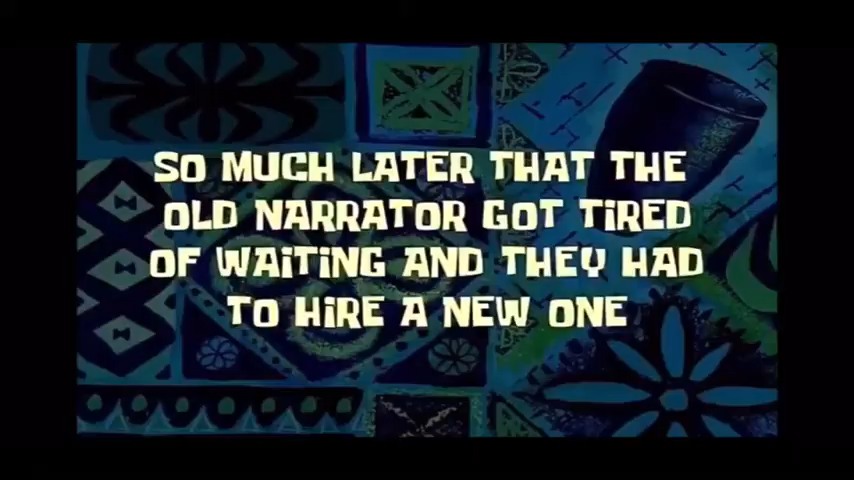 SO MUCH LATER THAT THE
OLD NARRATOR GOT TiRED
OF WAiTiNG AND THEY HAD
TO HiRE A NEW ONE